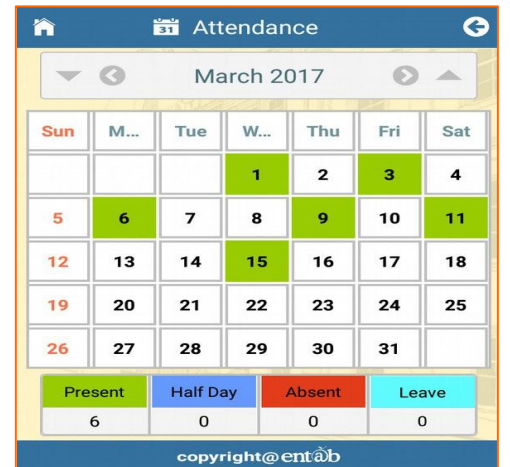 31 Attendance
March 2017
Sun M... Tue W... Thu Fri Sat
1 2 3 4
5 6 7 8 9 10 11
12 13 14 15 16 17 18
19 20 21 22 23 24 25
26 27 28 29 30 31
Present Half Day Absent Leave
6 0 0 0
copyright@entab